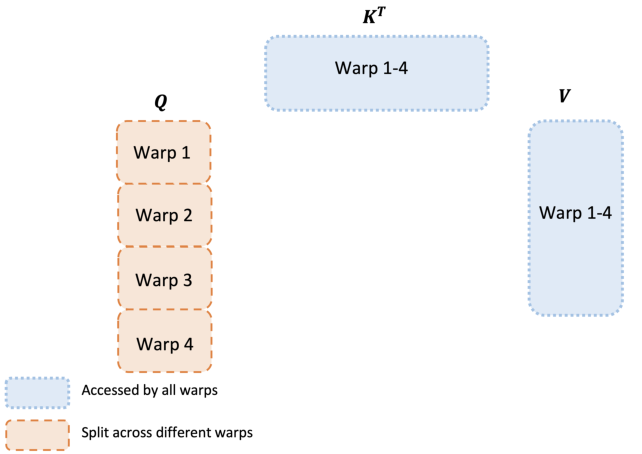 K^T
Warp 1-4
Q
V
Warp 1
Warp 2
Warp 1-4
Warp 3
Warp 4
Accessed by all warps
Split across different warps